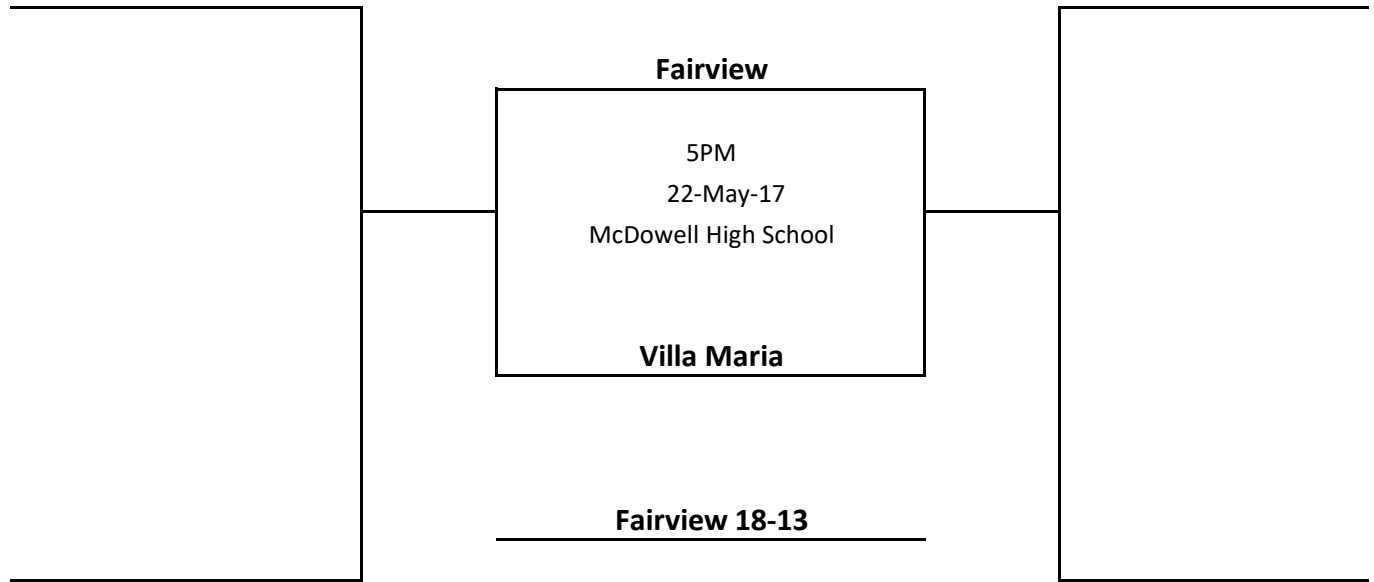 Fairview
5PM
22-May-17
McDowell High School
Villa Maria
Fairview 18-13